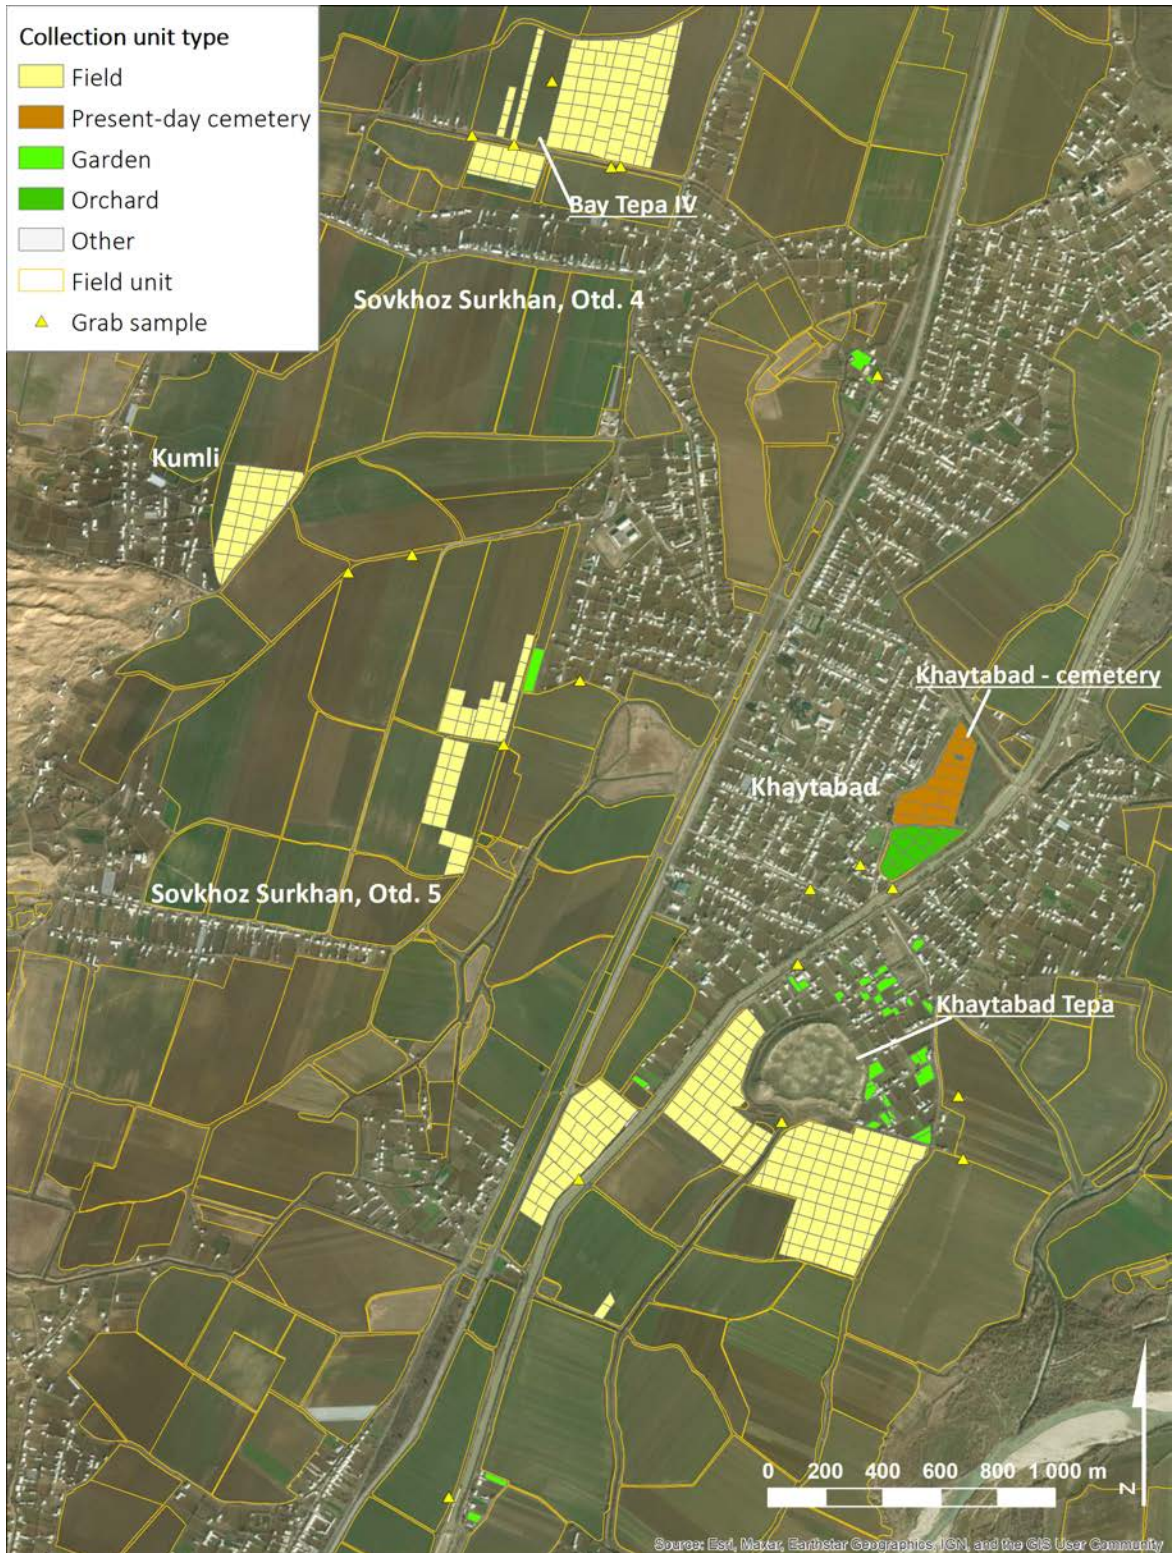 Collection unit type
Field
Present-day cemetery
Garden
Orchard
Other
Field unit
Grab sample
Bay Tepa IV
Sovkhoz Surkhan, Otd. 4
Kumli
Khaytabad - cemetery
Khaytabad
Sovkhoz Surkhan, Otd. 5
Khaytabad Tepa
0 200 400 600 800 1 000 m
N
Source: Esri, Maxar, Earthstar Geographics, IGN, and the GIS User Community